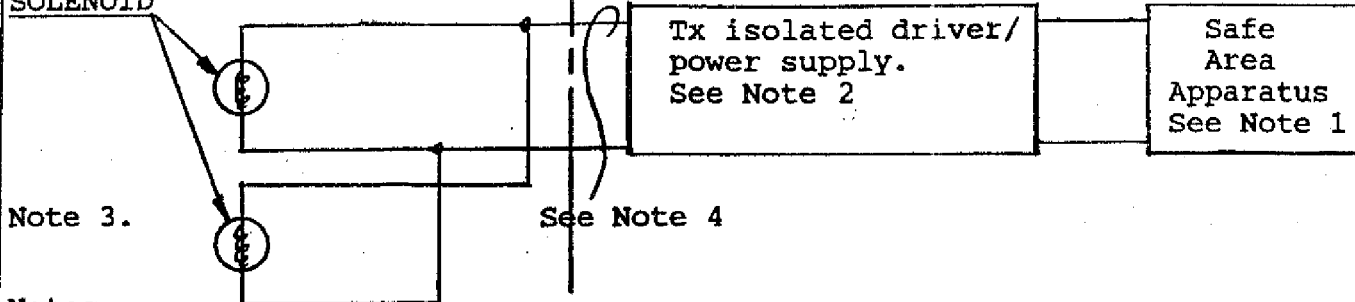 SOLENOID
Tx isolated driver/
power supply.
See Note 2
Safe
Area
Apparatus
See Note 1
Note 3.
See Note 4